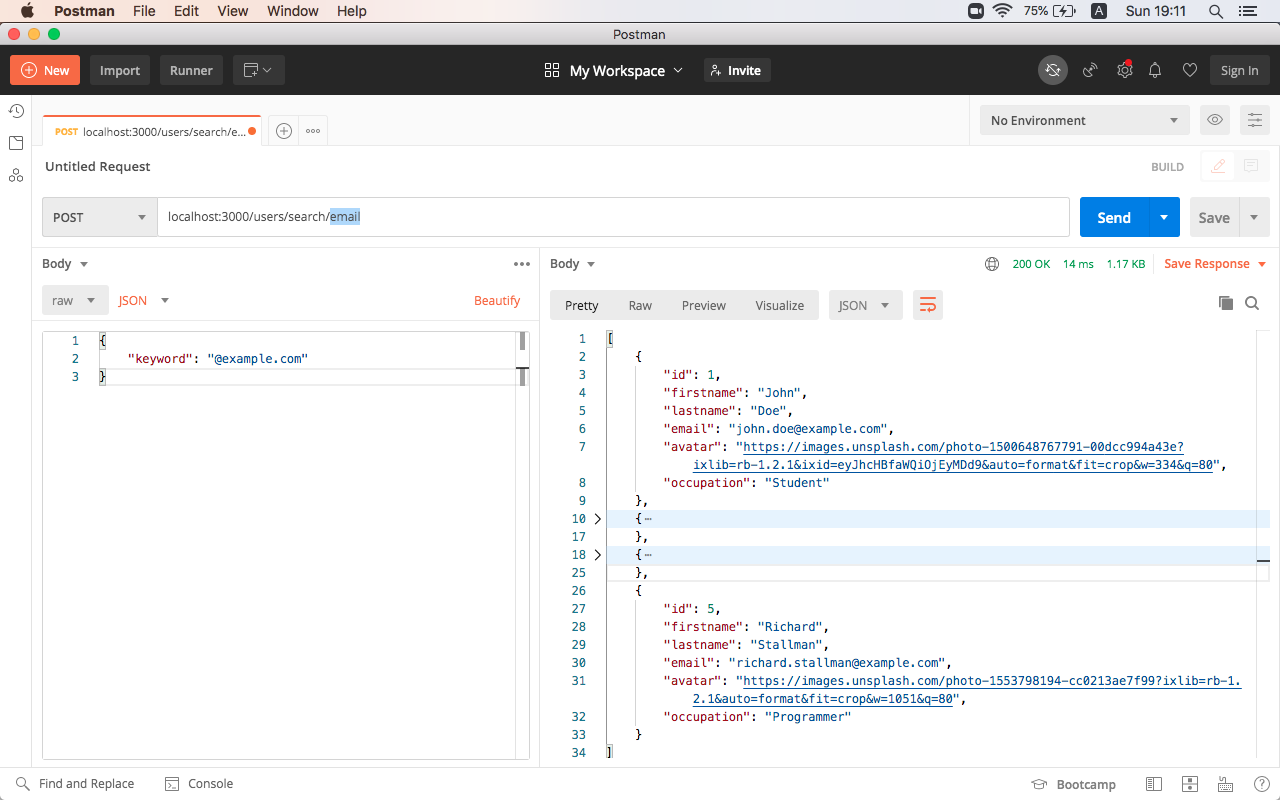 Postman File Edit View Window Help 75% A Sun 19:11
Postman
New Import Runner My Workspace Invite Sign In
POST localhost:3000/users/search/e... No Environment
Untitled Request BUILD
POST localhost:3000/users/search/email Send Save
Body Body 200 OK 14 ms 1.17 KB Save Response
raw JSON Beautify Pretty Raw Preview Visualize JSON
1 {
2 "keyword": "@example.com"
3 }
1 [
2 {
3 "id": 1,
4 "firstname": "John",
5 "lastname": "Doe",
6 "email": "john.doe@example.com",
7 "avatar": "https://images.unsplash.com/photo-1500648767791-00dcc994a43e?
ixlib=rb-1.2.1&ixid=eyJhcHBfaWQiOjEyMDd9&auto=format&fit=crop&w=334&q=80",
8 "occupation": "Student"
9 },
10 {⋯
17 },
18 {⋯
25 },
26 {
27 "id": 5,
28 "firstname": "Richard",
29 "lastname": "Stallman",
30 "email": "richard.stallman@example.com",
31 "avatar": "https://images.unsplash.com/photo-1553798194-cc0213ae7f99?ixlib=rb-1.
2.1&auto=format&fit=crop&w=1051&q=80",
32 "occupation": "Programmer"
33 }
34 ]
Find and Replace Console Bootcamp